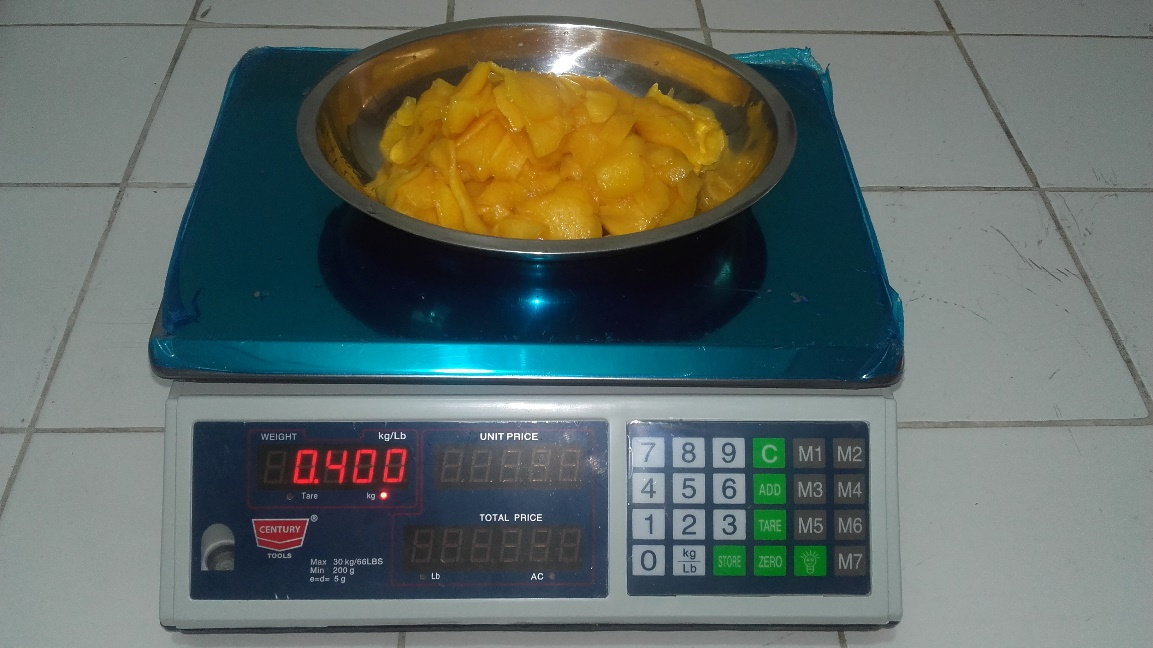 WEIGHT kg/Lb
0.400
Tare kg
UNIT PRICE
TOTAL PRICE
Lb AC
CENTURY ®
TOOLS
Max 30 kg/66LBS
Min 200 g
e=d= 5 g
7 8 9 C M1 M2
4 5 6 ADD M3 M4
1 2 3 TARE M5 M6
0 kg/Lb STORE ZERO M7